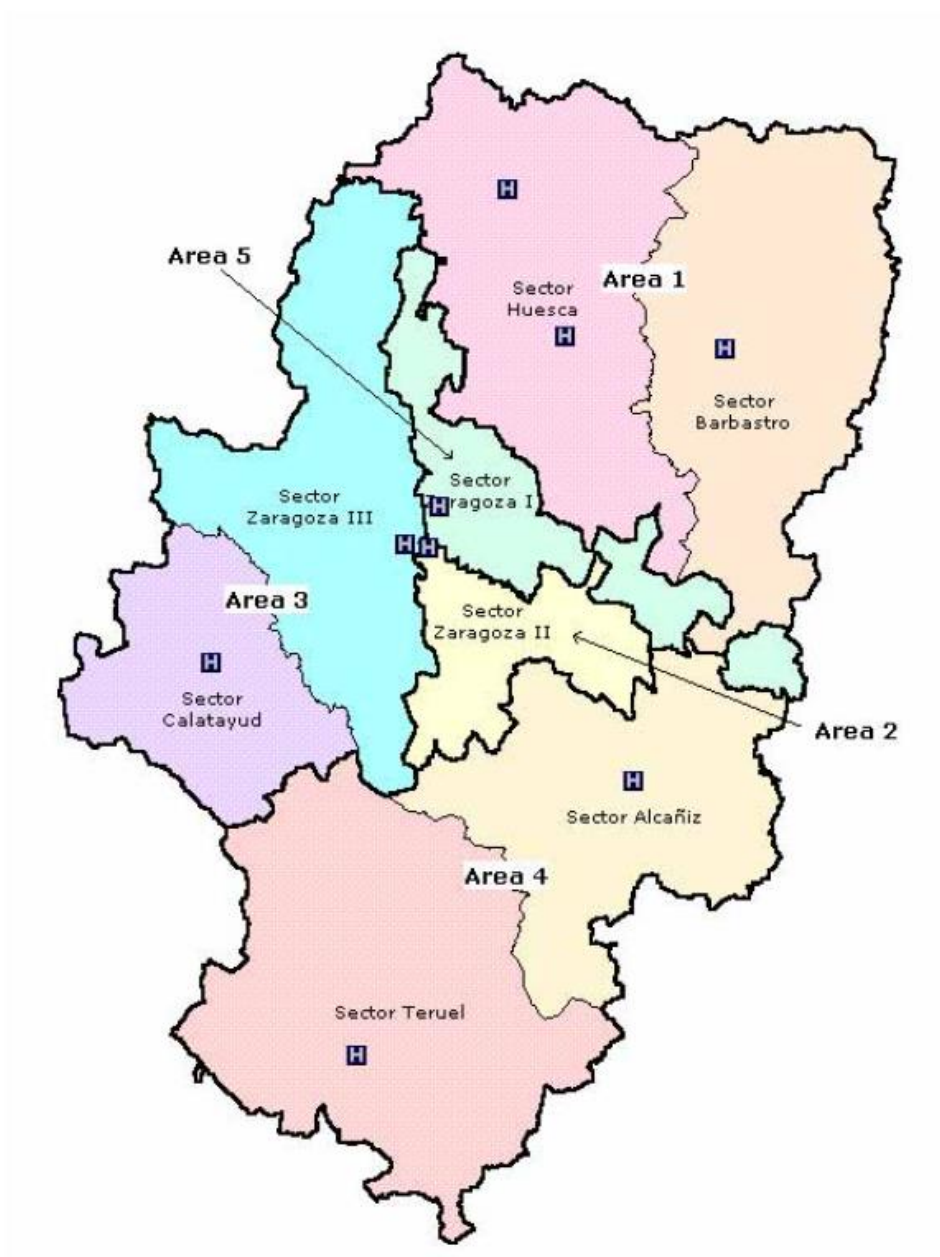 Area 5
Area 1
Sector
Huesca
Sector
Barbastro
Sector
Zaragoza III
Sector
Zaragoza I
Area 3
Sector
Zaragoza II
Sector
Calatayud
Area 2
Sector Alcañiz
Area 4
Sector Teruel
H
H
H
H
H
H
H
H
H